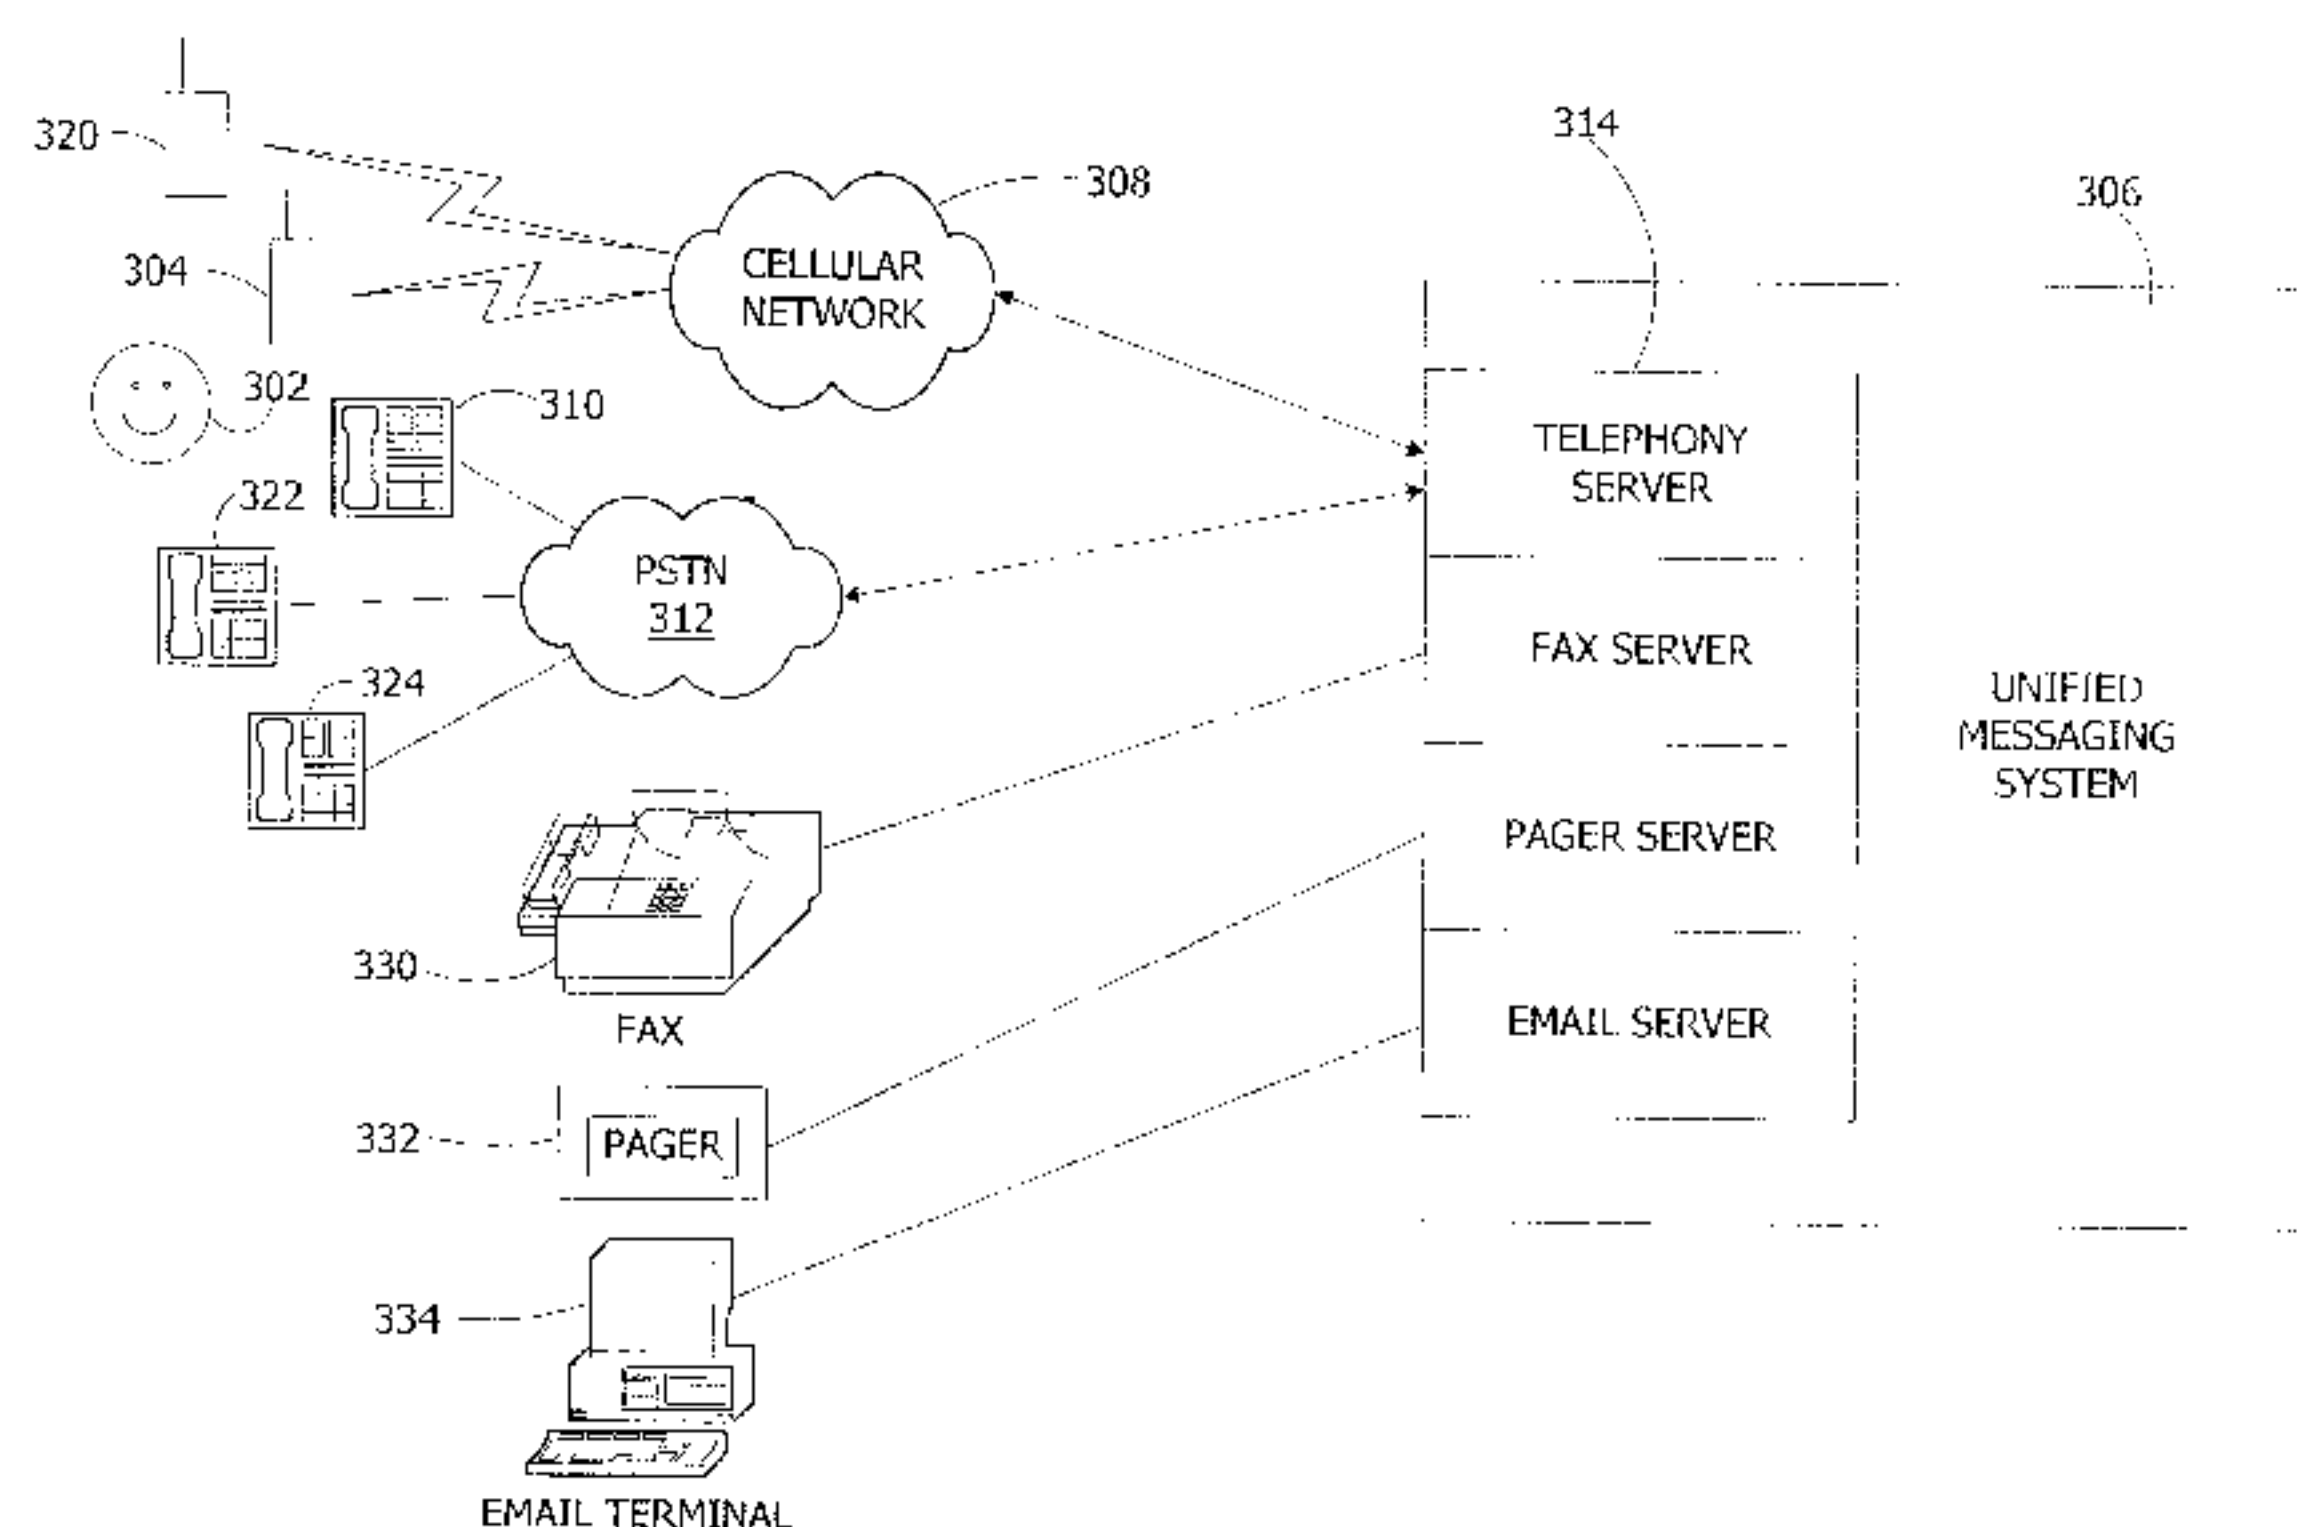 320
314
308
306
304
CELLULAR
NETWORK
302
310
TELEPHONY
SERVER
322
PSTN
312
324
FAX SERVER
UNIFIED
MESSAGING
SYSTEM
PAGER SERVER
330
FAX
EMAIL SERVER
332
PAGER
334
EMAIL TERMINAL